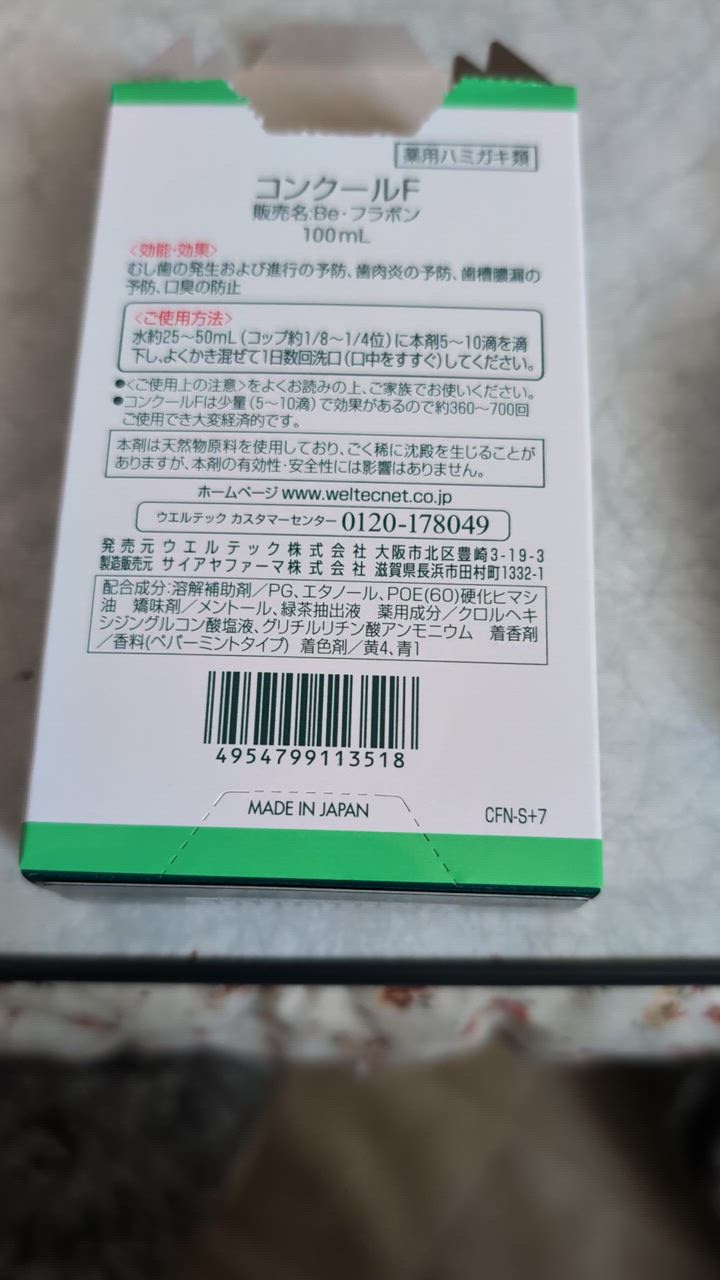 薬用ハミガキ類
コンクールF
販売名:Be・フラボン
100mL
<効能・効果>
むし歯の発生および進行の予防、歯肉炎の予防、歯槽膿漏の
予防、口臭の防止
<ご使用方法>
水約25〜50mL(コップ約1/8〜1/4位)に本剤5〜10滴を滴
下し、よくかき混ぜて1日数回洗口(口中をすすぐ)してください。
●<ご使用上の注意>をよくお読みの上、ご家族でお使いください。
●コンクールFは少量(5〜10滴)で効果があるので約360〜700回
ご使用でき大変経済的です。
本剤は天然物原料を使用しており、ごく稀に沈殿を生じることが
ありますが、本剤の有効性・安全性には影響はありません。
ホームページ www.weltecnet.co.jp
ウエルテック カスタマーセンター 0120-178049
発売元 ウエルテック株式会社 大阪市北区豊崎3-19-3
製造販売元 サイアヤファーマ株式会社 滋賀県長浜市田村町1332-1
配合成分:溶解補助剤/PG、エタノール、POE(60)硬化ヒマシ
油 矯味剤/メントール、緑茶抽出液 薬用成分/クロルヘキ
シジングルコン酸塩液、グリチルリチン酸アンモニウム 着香剤
/香料(ペパーミントタイプ) 着色剤/黄4、青1
4954799113518
MADE IN JAPAN
CFN-S+7